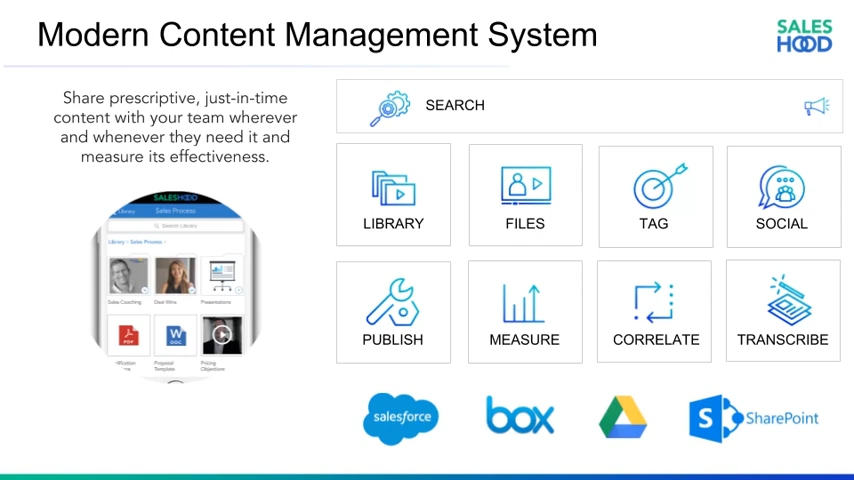 Modern Content Management System
SALES
HOOD
Share prescriptive, just-in-time
content with your team wherever
and whenever they need it and
measure its effectiveness.
SALESHOOD
Library
Sales Process
Search Library
Library > Sales Process >
Sales Coaching
Deal Wins
Presentations
PDF
W
DOC
Proposal
Template
Pricing
Objections
SEARCH
LIBRARY
FILES
TAG
SOCIAL
PUBLISH
MEASURE
CORRELATE
TRANSCRIBE
salesforce
box
S
SharePoint